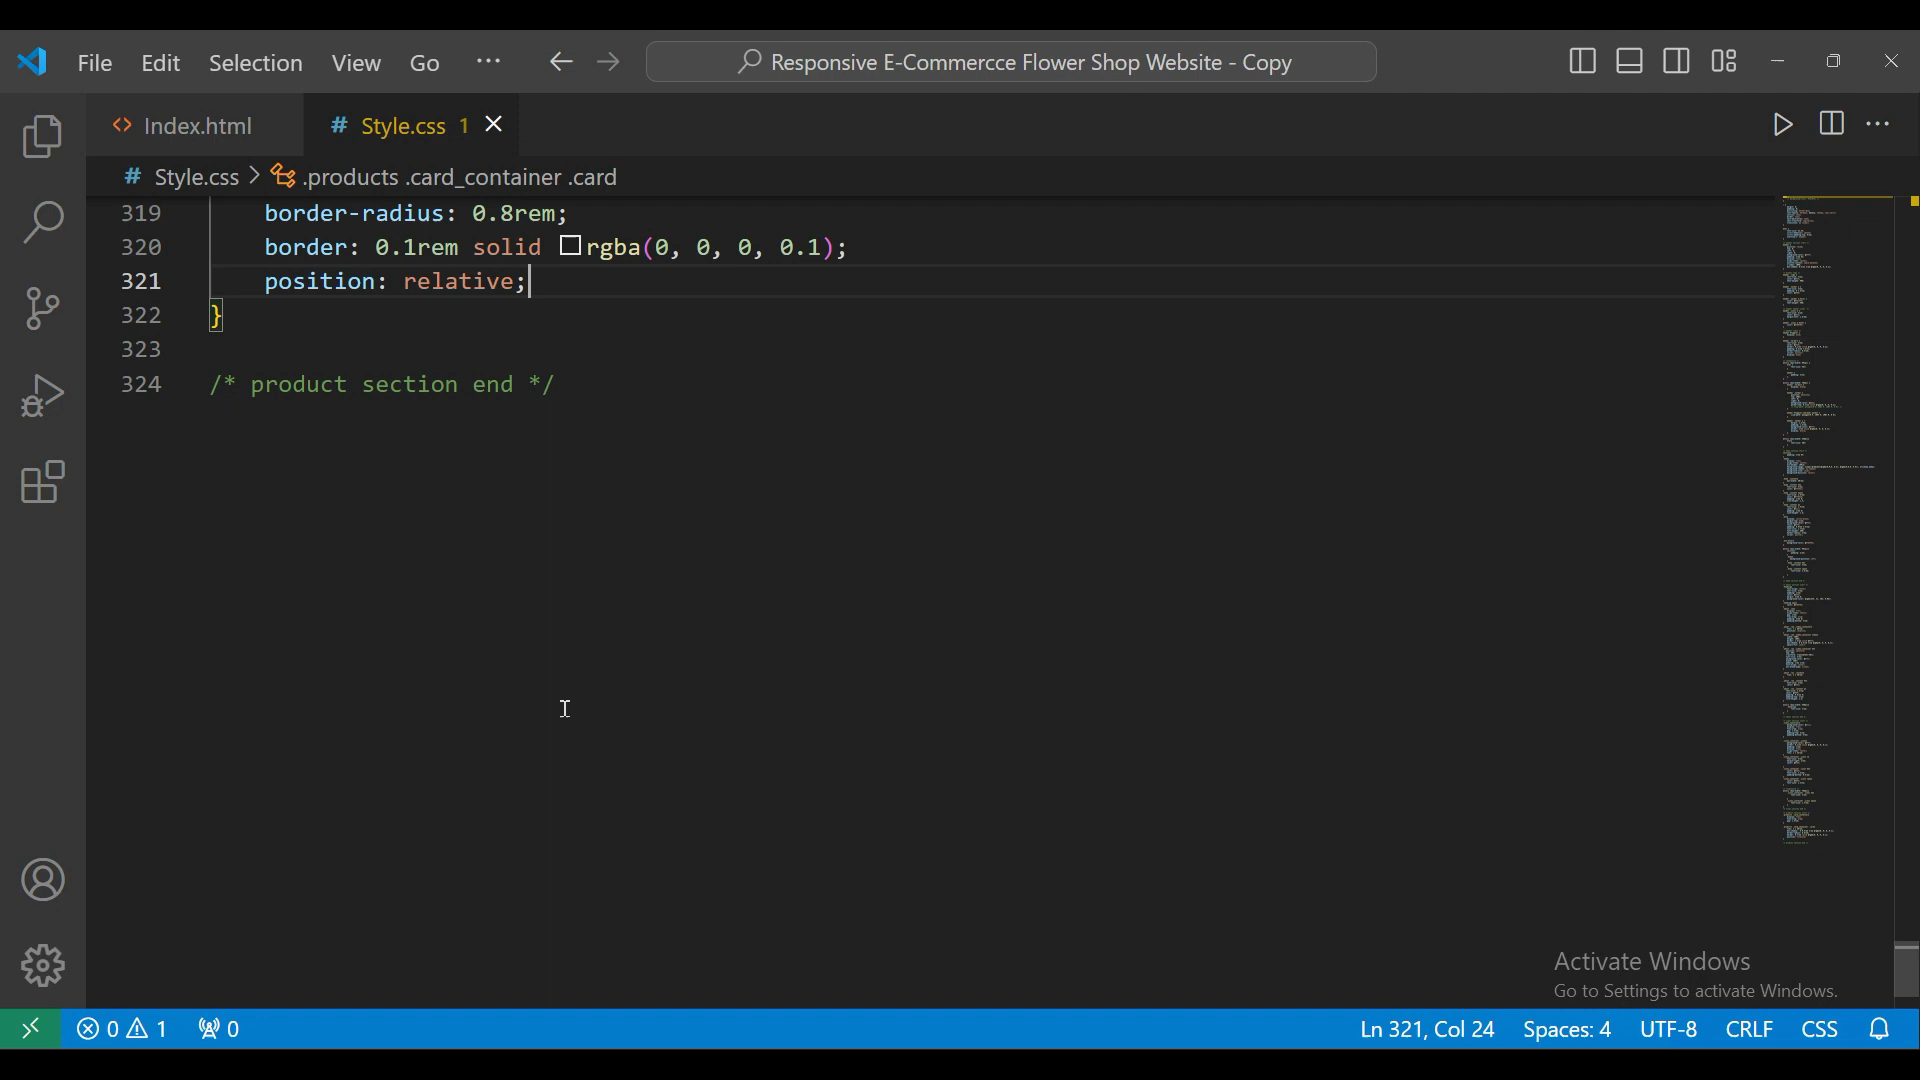 File Edit Selection View Go ··· Responsive E-Commercce Flower Shop Website - Copy
Index.html # Style.css 1
# Style.css > .products .card_container .card
319 border-radius: 0.8rem;
320 border: 0.1rem solid rgba(0, 0, 0, 0.1);
321 position: relative;
322 }
323
324 /* product section end */
Activate Windows
Go to Settings to activate Windows.
0 1 0 Ln 321, Col 24 Spaces: 4 UTF-8 CRLF CSS